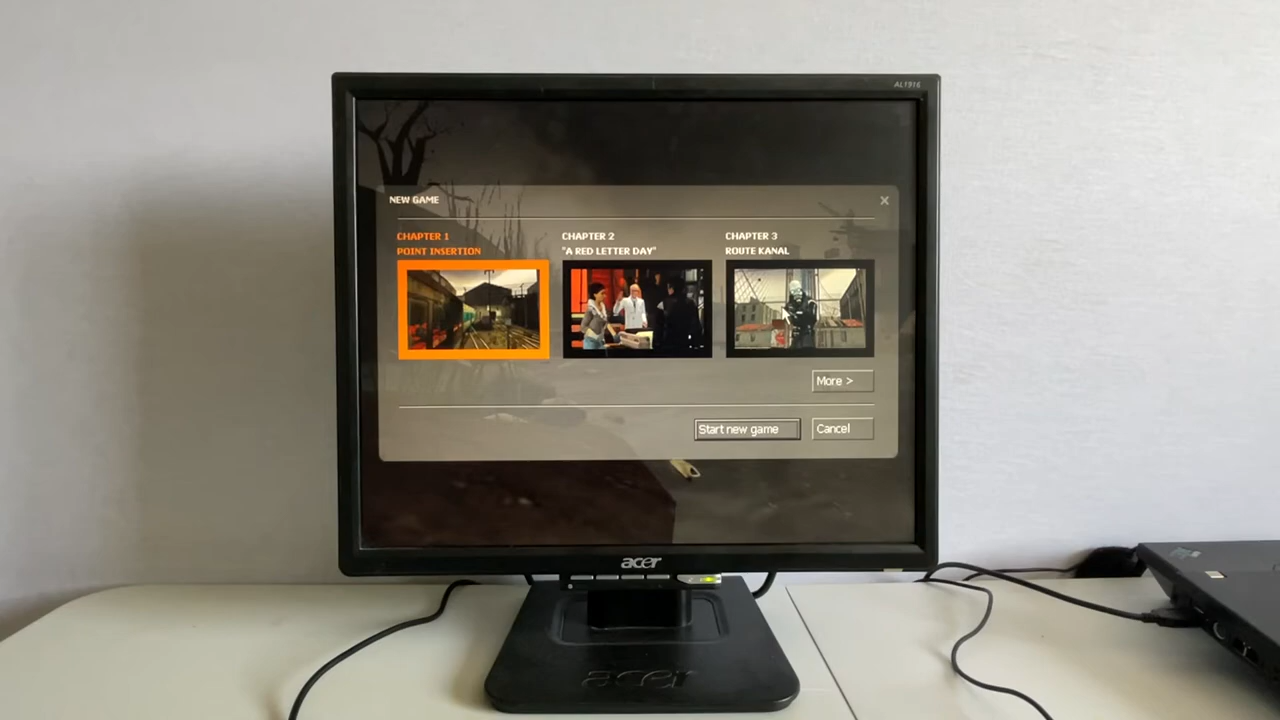 AL1916
NEW GAME
CHAPTER 1
POINT INSERTION
CHAPTER 2
"A RED LETTER DAY"
CHAPTER 3
ROUTE KANAL
More >
Start new game
Cancel
acer
acer